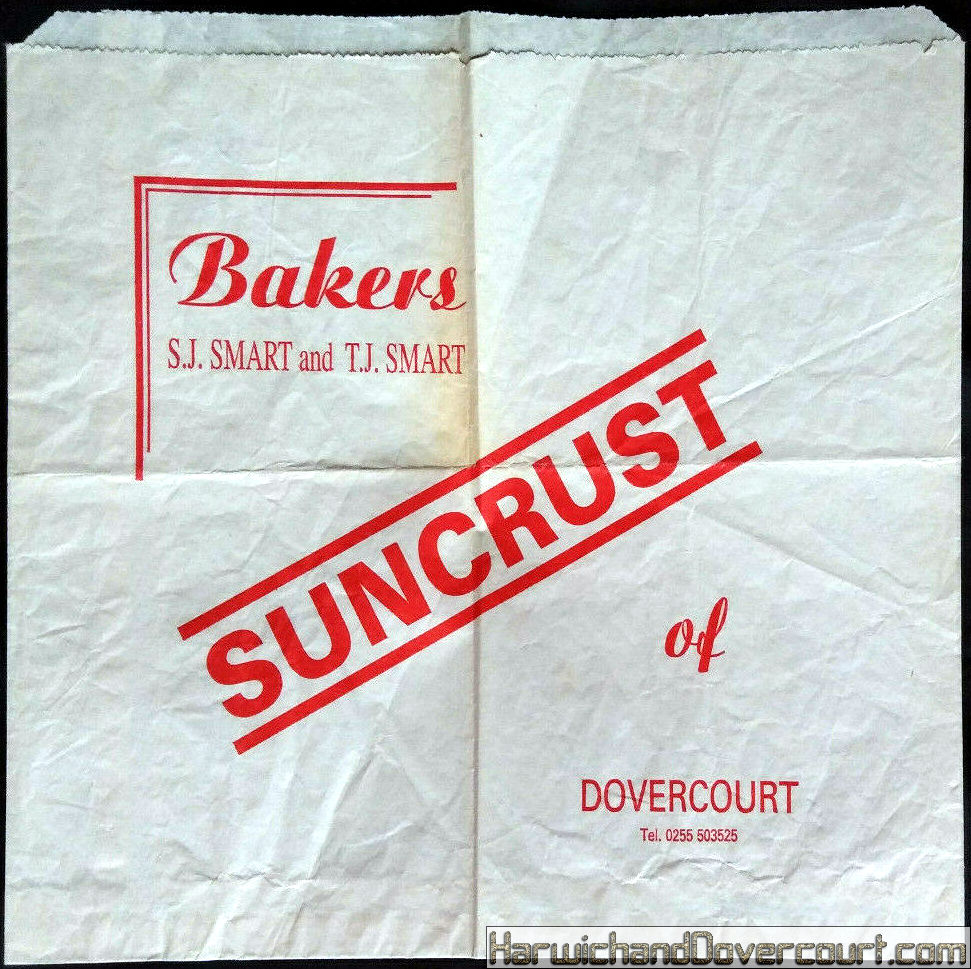 Bakers
S.J. SMART and T.J. SMART
SUNCRUST
of
DOVERCOURT
Tel. 0255 503525
HarwichandDovercourt.com